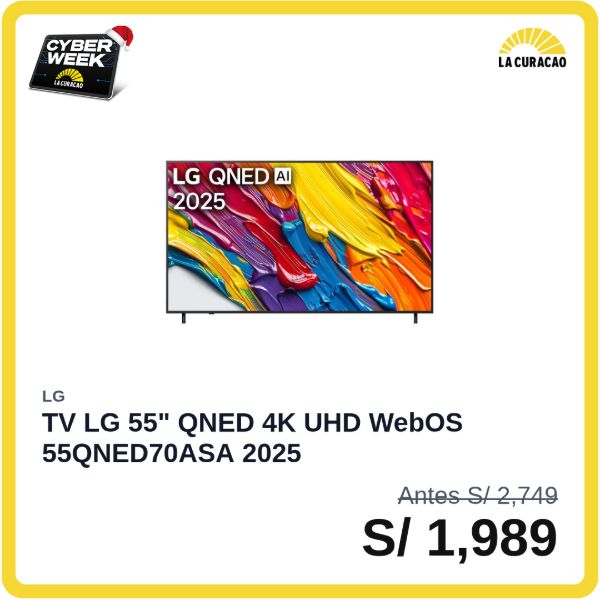 CYBER
WEEK
LA CURACAO
LA CURACAO
LG QNED AI
2025
LG
TV LG 55" QNED 4K UHD WebOS
55QNED70ASA 2025
Antes S/ 2,749
S/ 1,989